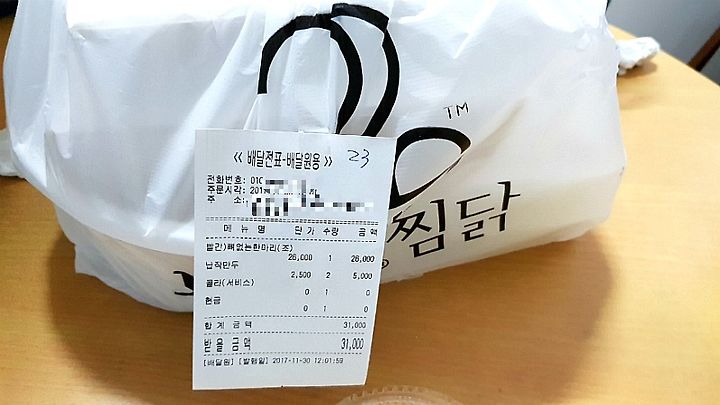 << 배달전표-배달원용 >> 23
전화번호: 010
주문시각: 201
주 소:
메 뉴 명 단가 수량 금액
빨간)뼈없는한마리(조)
26,000 1 26,000
납작만두
2,500 2 5,000
콜라(서비스)
0 1 0
현금
0 1 0
합 계 금 액 31,000
받 을 금 액 31,000
[배달원] [발행일] 2017-11-30 12:01:59
TM
찜닭
®